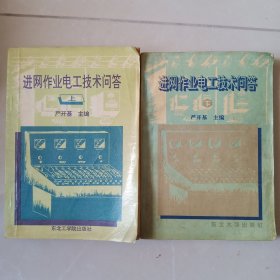 进网作业电工技术问答
上
严开基 主编
东北工学院出版社
进网作业电工技术问答
下
严开基 主编
东北大学出版社